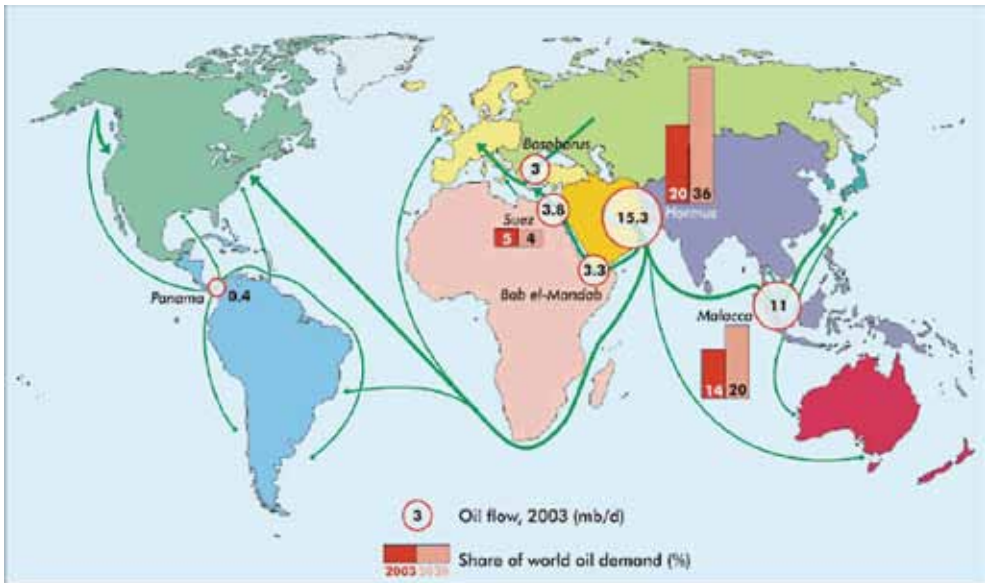 Bosphorus
3
20 36
Hormus
Suez
3.8
15.3
5 4
3.3
Bab el-Mandab
Panama
0.4
11
Malacca
14 20
3 Oil flow, 2003 (mb/d)
2003
Share of world oil demand (%)